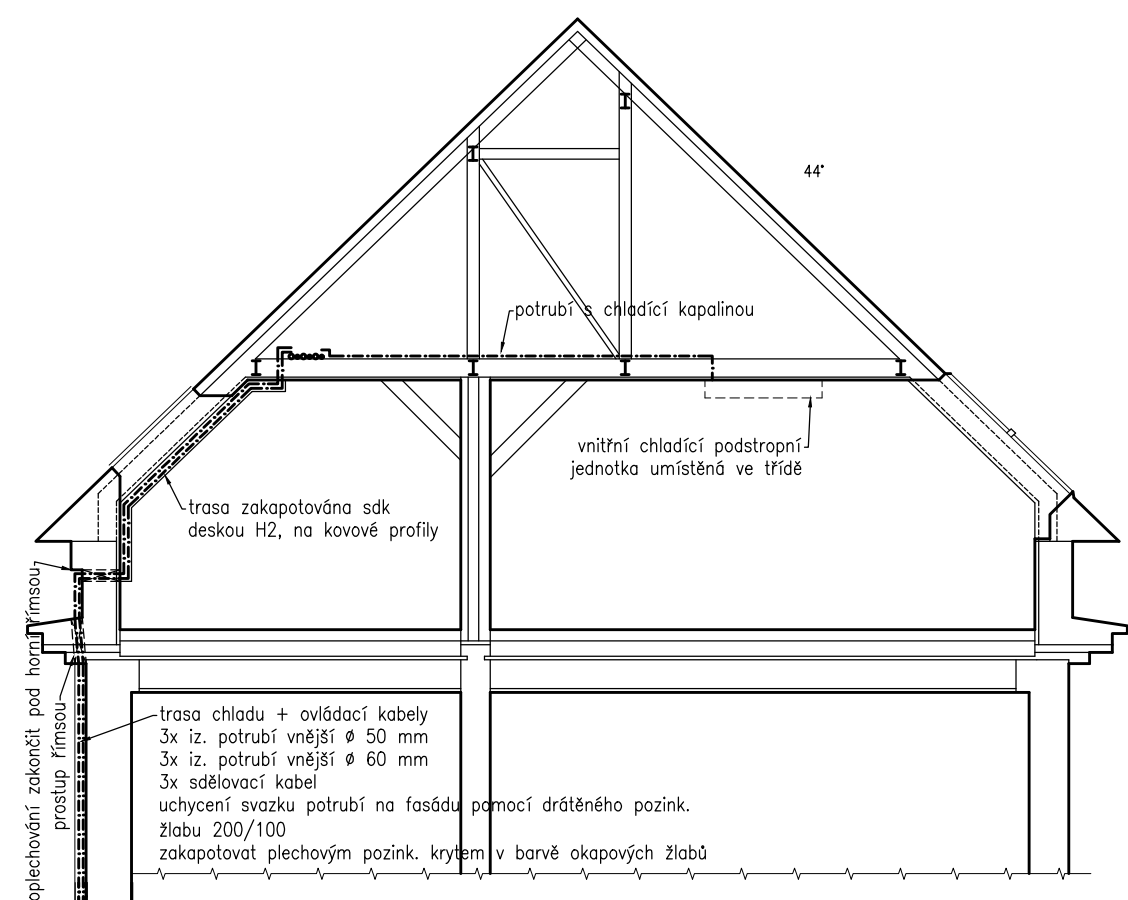 44°
potrubí s chladící kapalinou
vnitřní chladící podstropní
jednotka umístěná ve třídě
trasa zakapotována sdk
deskou H2, na kovové profily
oplechování zakončit pod horní římsou
prostup římsou
trasa chladu + ovládací kabely
3x iz. potrubí vnější ø 50 mm
3x iz. potrubí vnější ø 60 mm
3x sdělovací kabel
uchycení svazku potrubí na fasádu pomocí drátěného pozink.
žlabu 200/100
zakapotovat plechovým pozink. krytem v barvě okapových žlabů